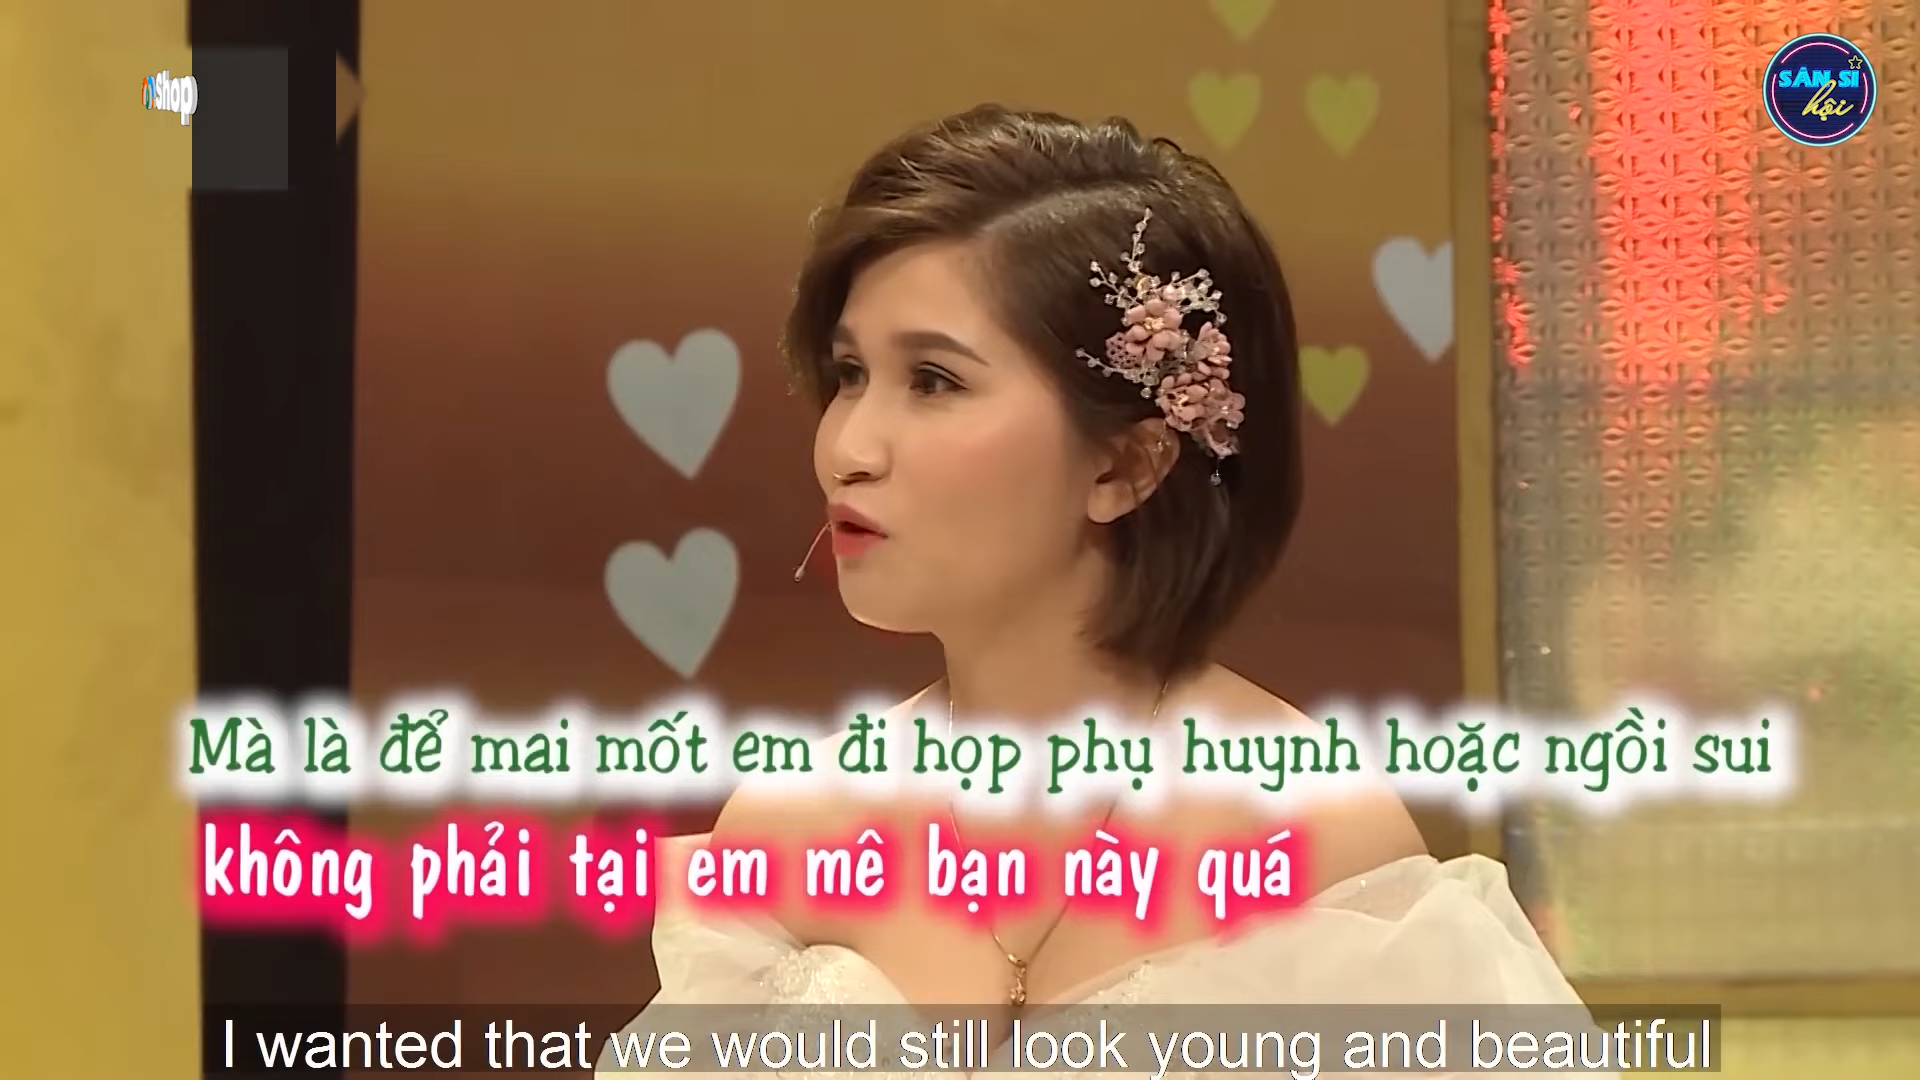 shop
SÂN SI
hội
Mà là để mai mốt em đi họp phụ huynh hoặc ngồi sui
không phải tại em mê bạn này quá
I wanted that we would still look young and beautiful